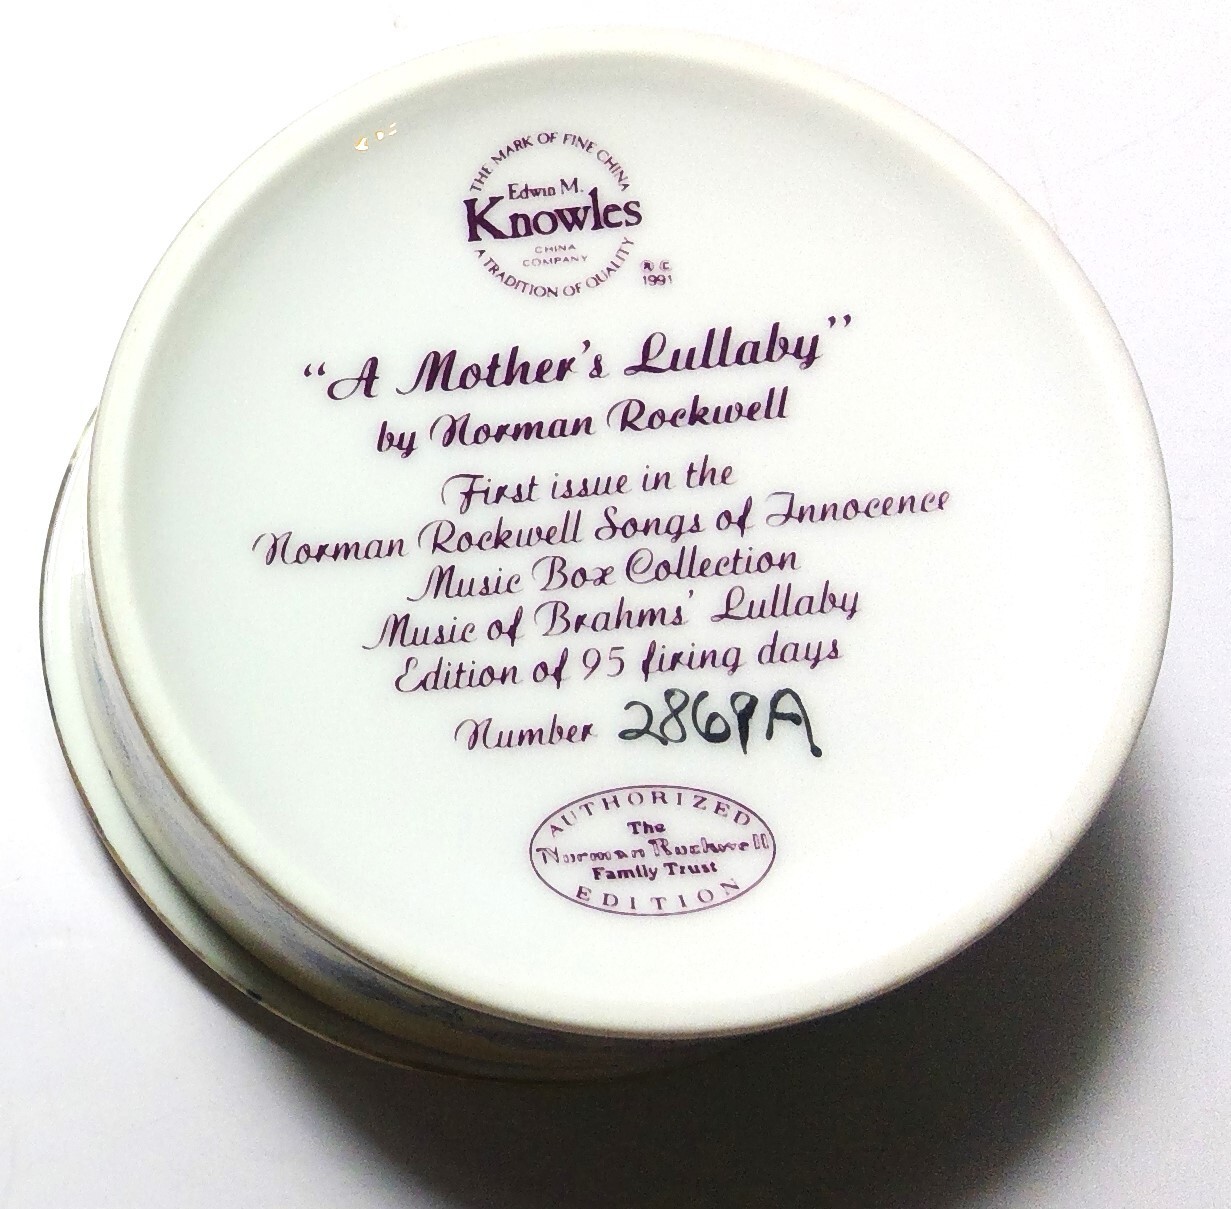 THE MARK OF FINE CHINA
Edwin M.
Knowles
CHINA
COMPANY
A TRADITION OF QUALITY
® ©
1991
“A Mother’s Lullaby”
by Norman Rockwell
First issue in the
Norman Rockwell Songs of Innocence
Music Box Collection
Music of Brahms’ Lullaby
Edition of 95 firing days
Number 2869A
AUTHORIZED
The
Norman Rockwell
Family Trust
EDITION